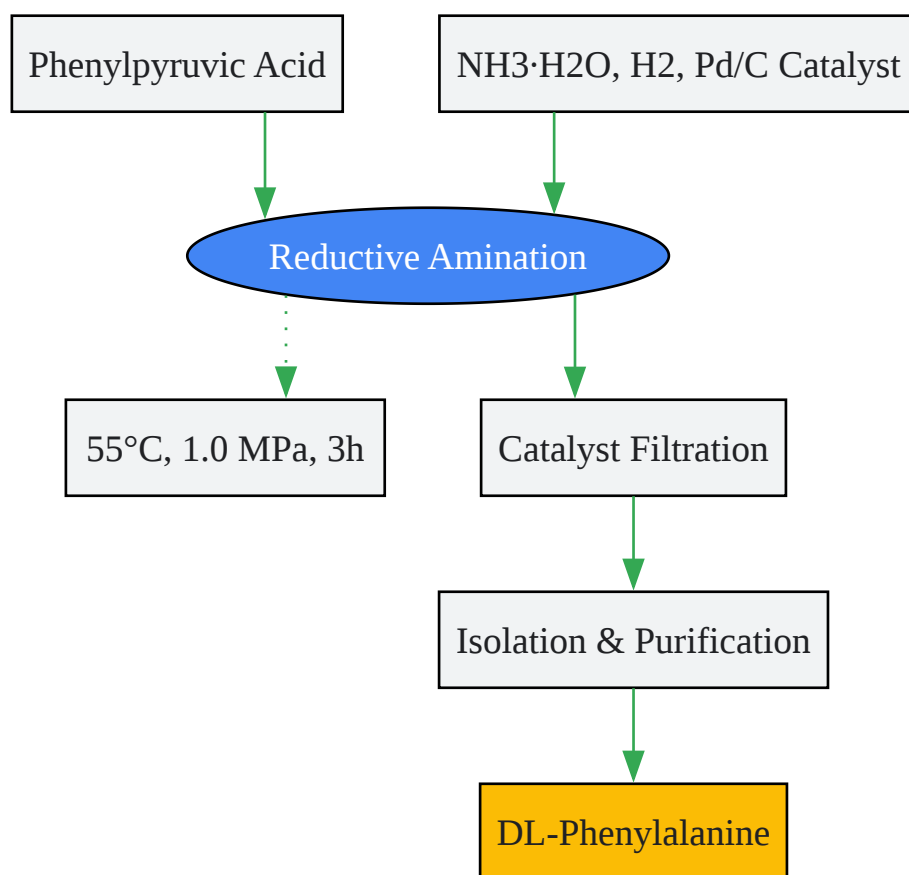 Phenylpyruvic Acid
NH3·H2O, H2, Pd/C Catalyst
Reductive Amination
55°C, 1.0 MPa, 3h
Catalyst Filtration
Isolation & Purification
DL-Phenylalanine